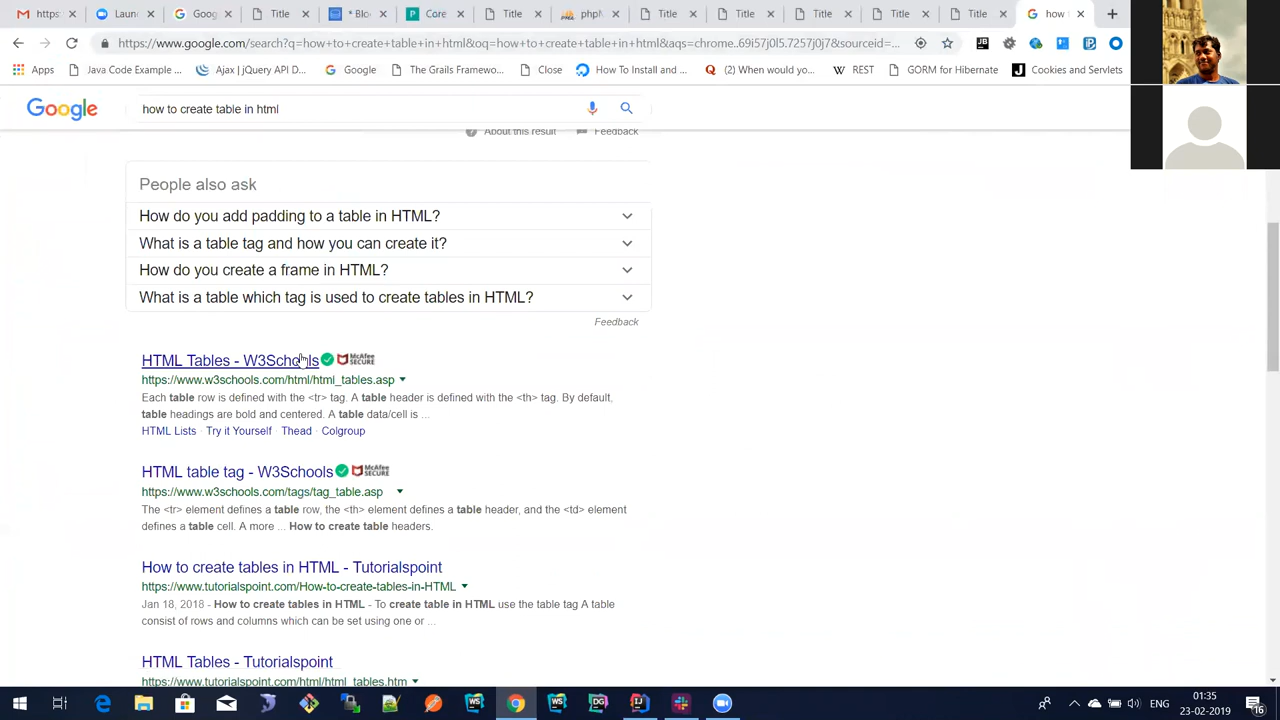 https:
* Bloc
Core
Title
phpM
Title
Title
Title
Title
Title
how t
https://www.google.com/search?q=how+to+create+table+in+html&oq=how+to+create+table+in+html&aqs=chrome..69i57j0l5.7257j0j7&sourceid=...
Apps
Java Code Example ...
Ajax | jQuery API D...
Google
The Grails Framewo...
Close
How To Install and ...
(2) When would yo...
REST
GORM for Hibernate
Cookies and Servlets
Google
how to create table in html
About this result
Feedback
People also ask
How do you add padding to a table in HTML?
What is a table tag and how you can create it?
How do you create a frame in HTML?
What is a table which tag is used to create tables in HTML?
Feedback
HTML Tables - W3Schools McAfee SECURE
https://www.w3schools.com/html/html_tables.asp
Each table row is defined with the <tr> tag. A table header is defined with the <th> tag. By default,
table headings are bold and centered. A table data/cell is ...
HTML Lists · Try it Yourself · Thead · Colgroup
HTML table tag - W3Schools McAfee SECURE
https://www.w3schools.com/tags/tag_table.asp
The <tr> element defines a table row, the <th> element defines a table header, and the <td> element
defines a table cell. A more ... How to create table headers.
How to create tables in HTML - Tutorialspoint
https://www.tutorialspoint.com/How-to-create-tables-in-HTML
Jan 18, 2018 - How to create tables in HTML - To create table in HTML use the table tag A table
consist of rows and columns which can be set using one or ...
HTML Tables - Tutorialspoint
https://www.tutorialspoint.com/html/html_tables.htm
ENG
01:35
23-02-2019
16